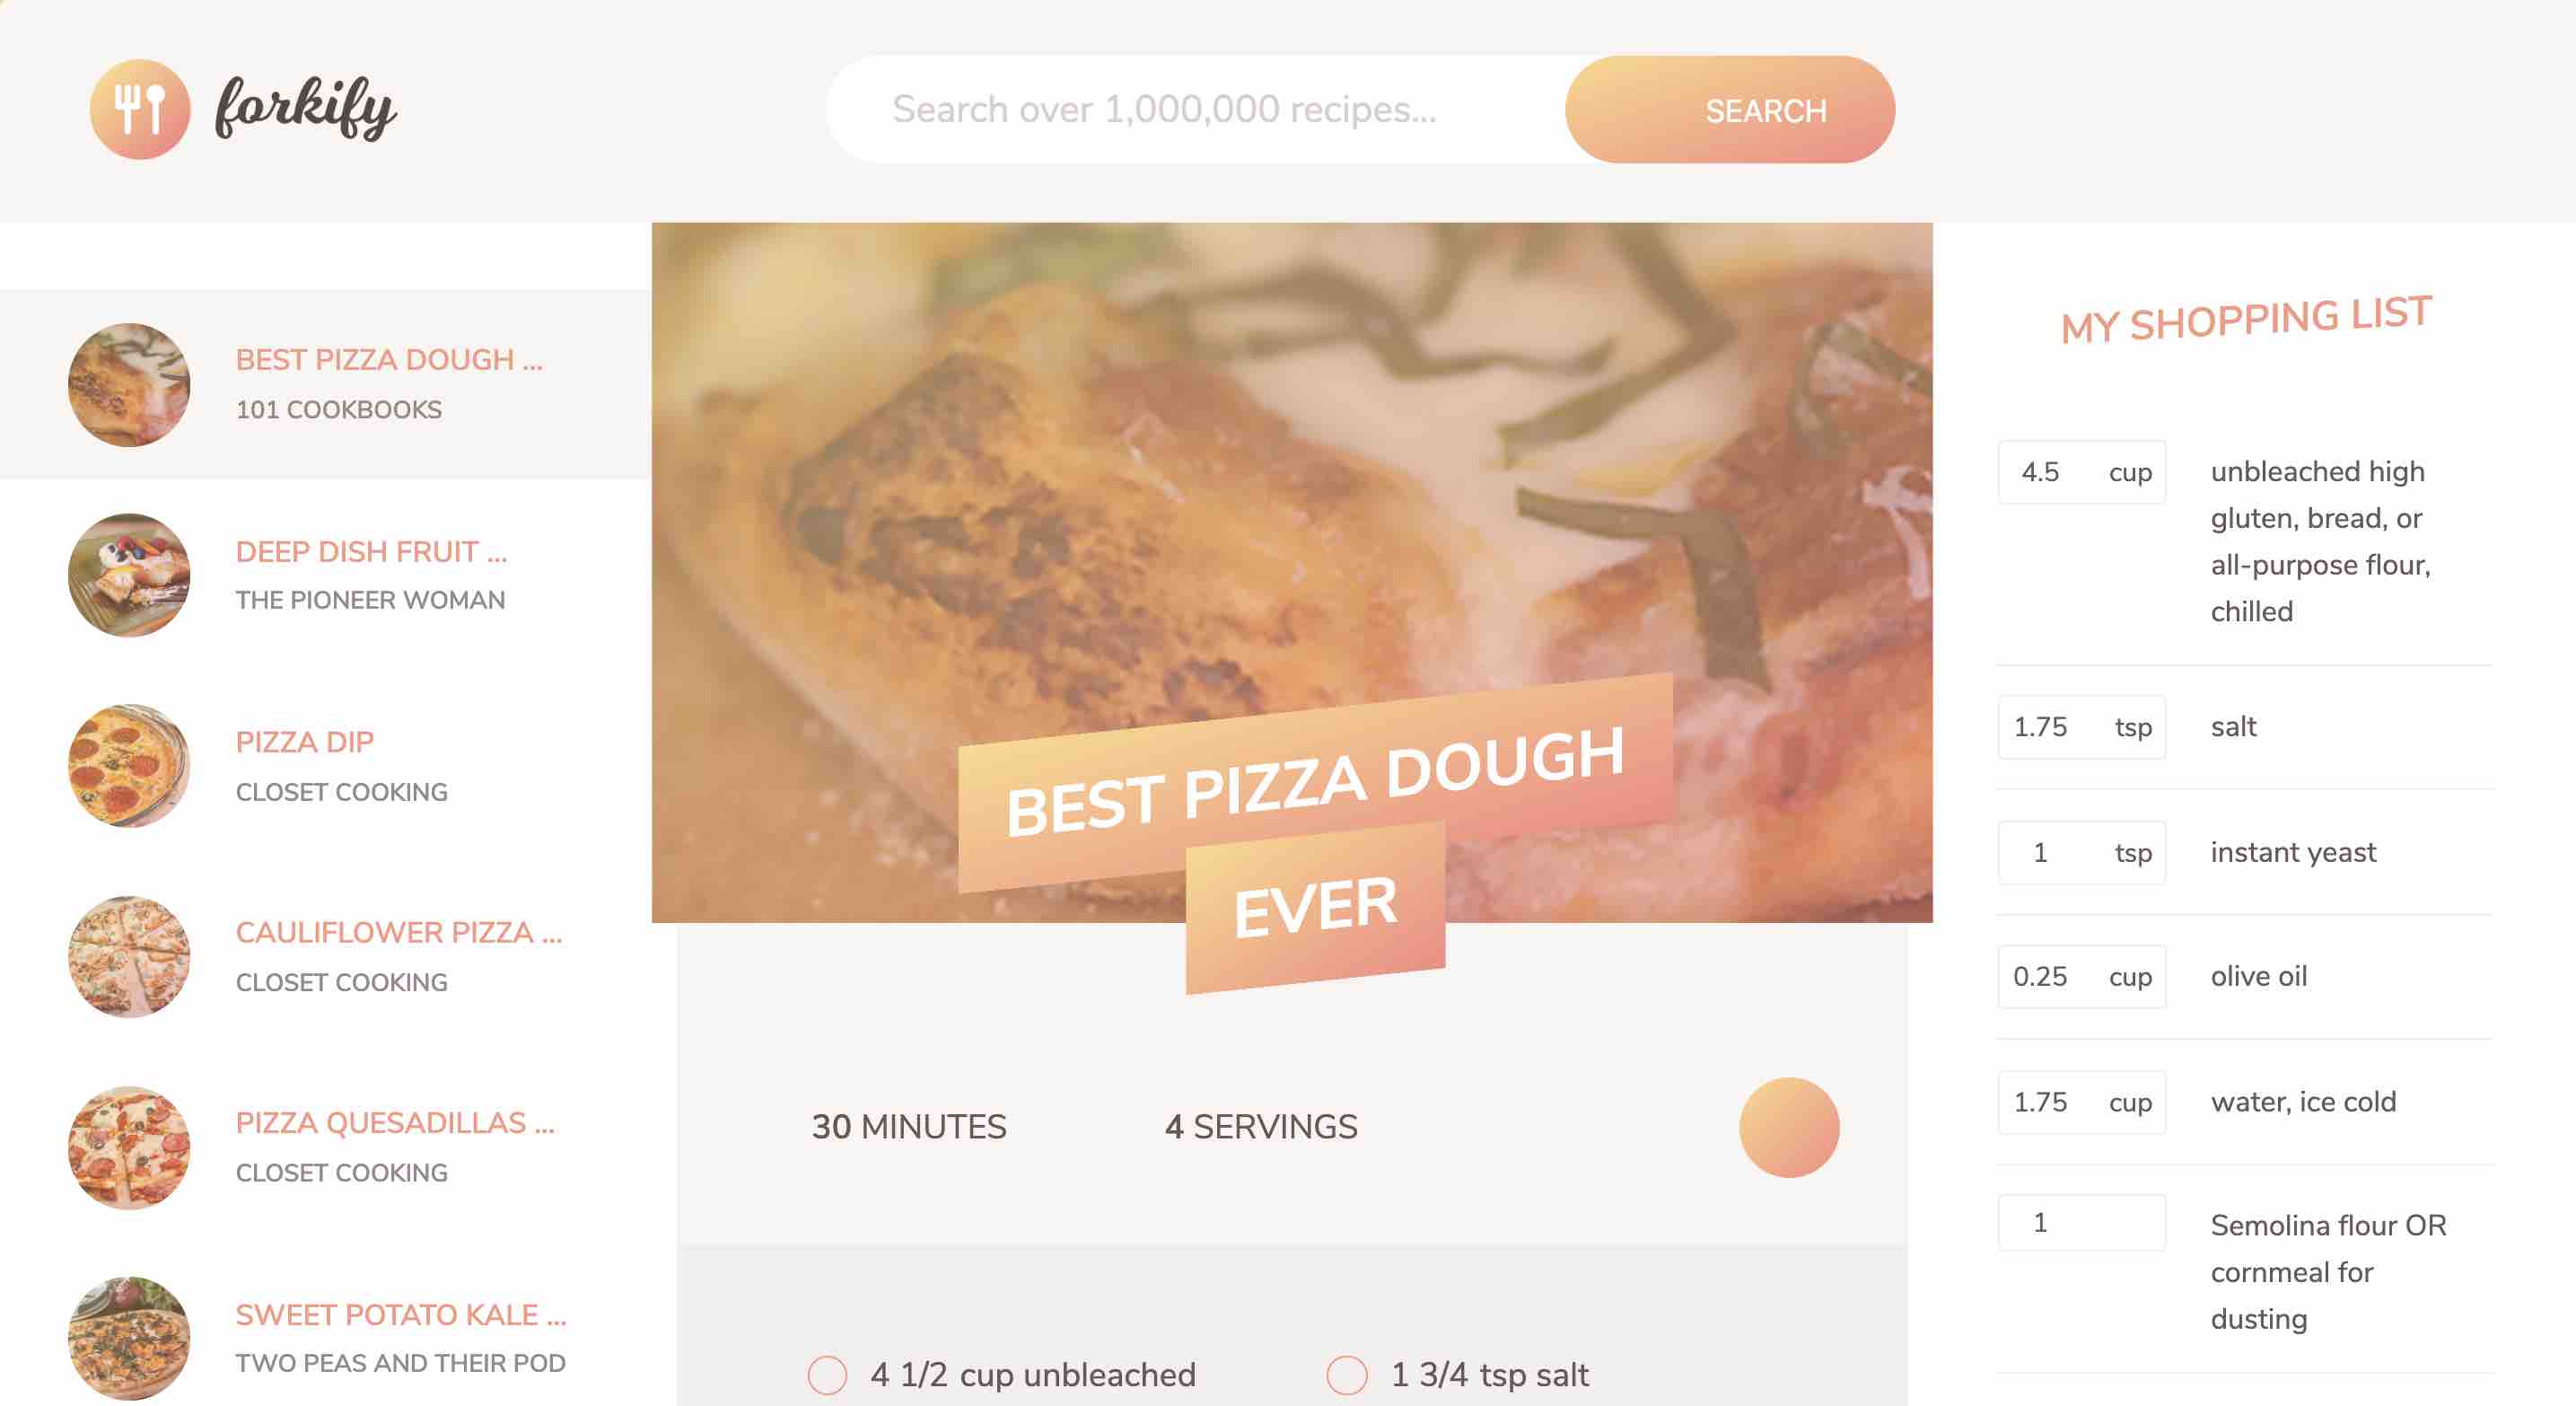 forkify
Search over 1,000,000 recipes...
SEARCH
BEST PIZZA DOUGH ...
101 COOKBOOKS
DEEP DISH FRUIT ...
THE PIONEER WOMAN
PIZZA DIP
CLOSET COOKING
CAULIFLOWER PIZZA ...
CLOSET COOKING
PIZZA QUESADILLAS ...
CLOSET COOKING
SWEET POTATO KALE ...
TWO PEAS AND THEIR POD
BEST PIZZA DOUGH
EVER
30 MINUTES
4 SERVINGS
4 1/2 cup unbleached
1 3/4 tsp salt
MY SHOPPING LIST
4.5 cup unbleached high
gluten, bread, or
all-purpose flour,
chilled
1.75 tsp salt
1 tsp instant yeast
0.25 cup olive oil
1.75 cup water, ice cold
1 Semolina flour OR
cornmeal for
dusting